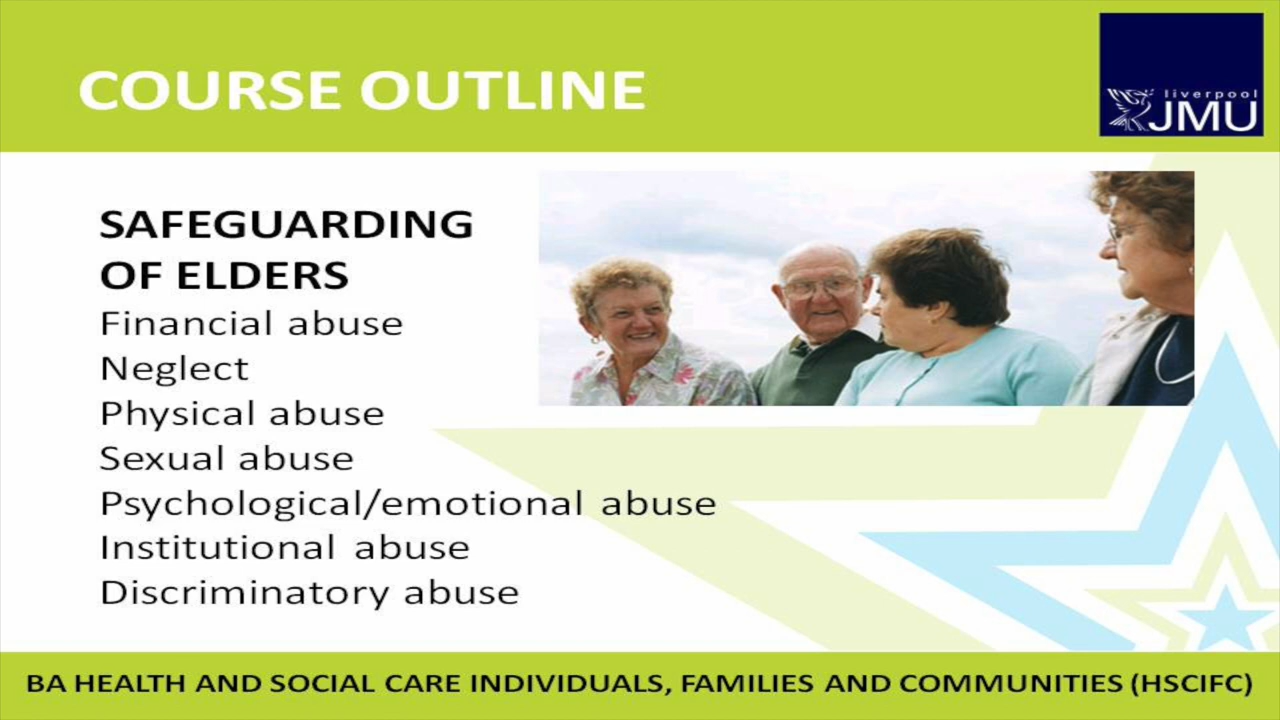 COURSE OUTLINE
liverpool
JMU
SAFEGUARDING
OF ELDERS
Financial abuse
Neglect
Physical abuse
Sexual abuse
Psychological/emotional abuse
Institutional abuse
Discriminatory abuse
BA HEALTH AND SOCIAL CARE INDIVIDUALS, FAMILIES AND COMMUNITIES (HSCIFC)